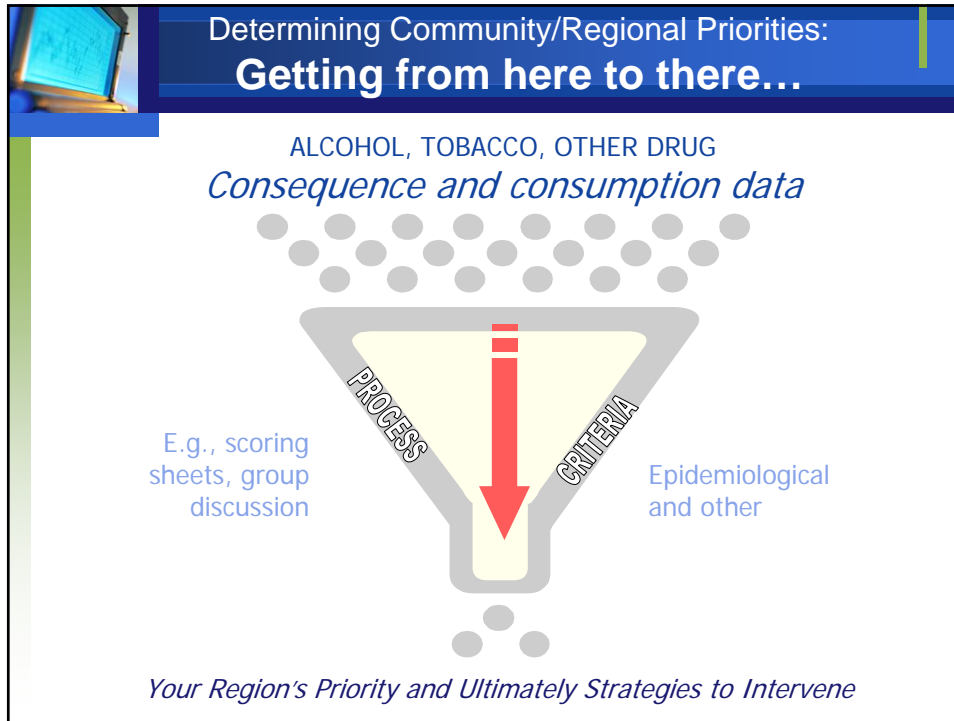 Determining Community/Regional Priorities:
Getting from here to there…
ALCOHOL, TOBACCO, OTHER DRUG
Consequence and consumption data
PROCESS
CRITERIA
E.g., scoring
sheets, group
discussion
Epidemiological
and other
Your Region's Priority and Ultimately Strategies to Intervene